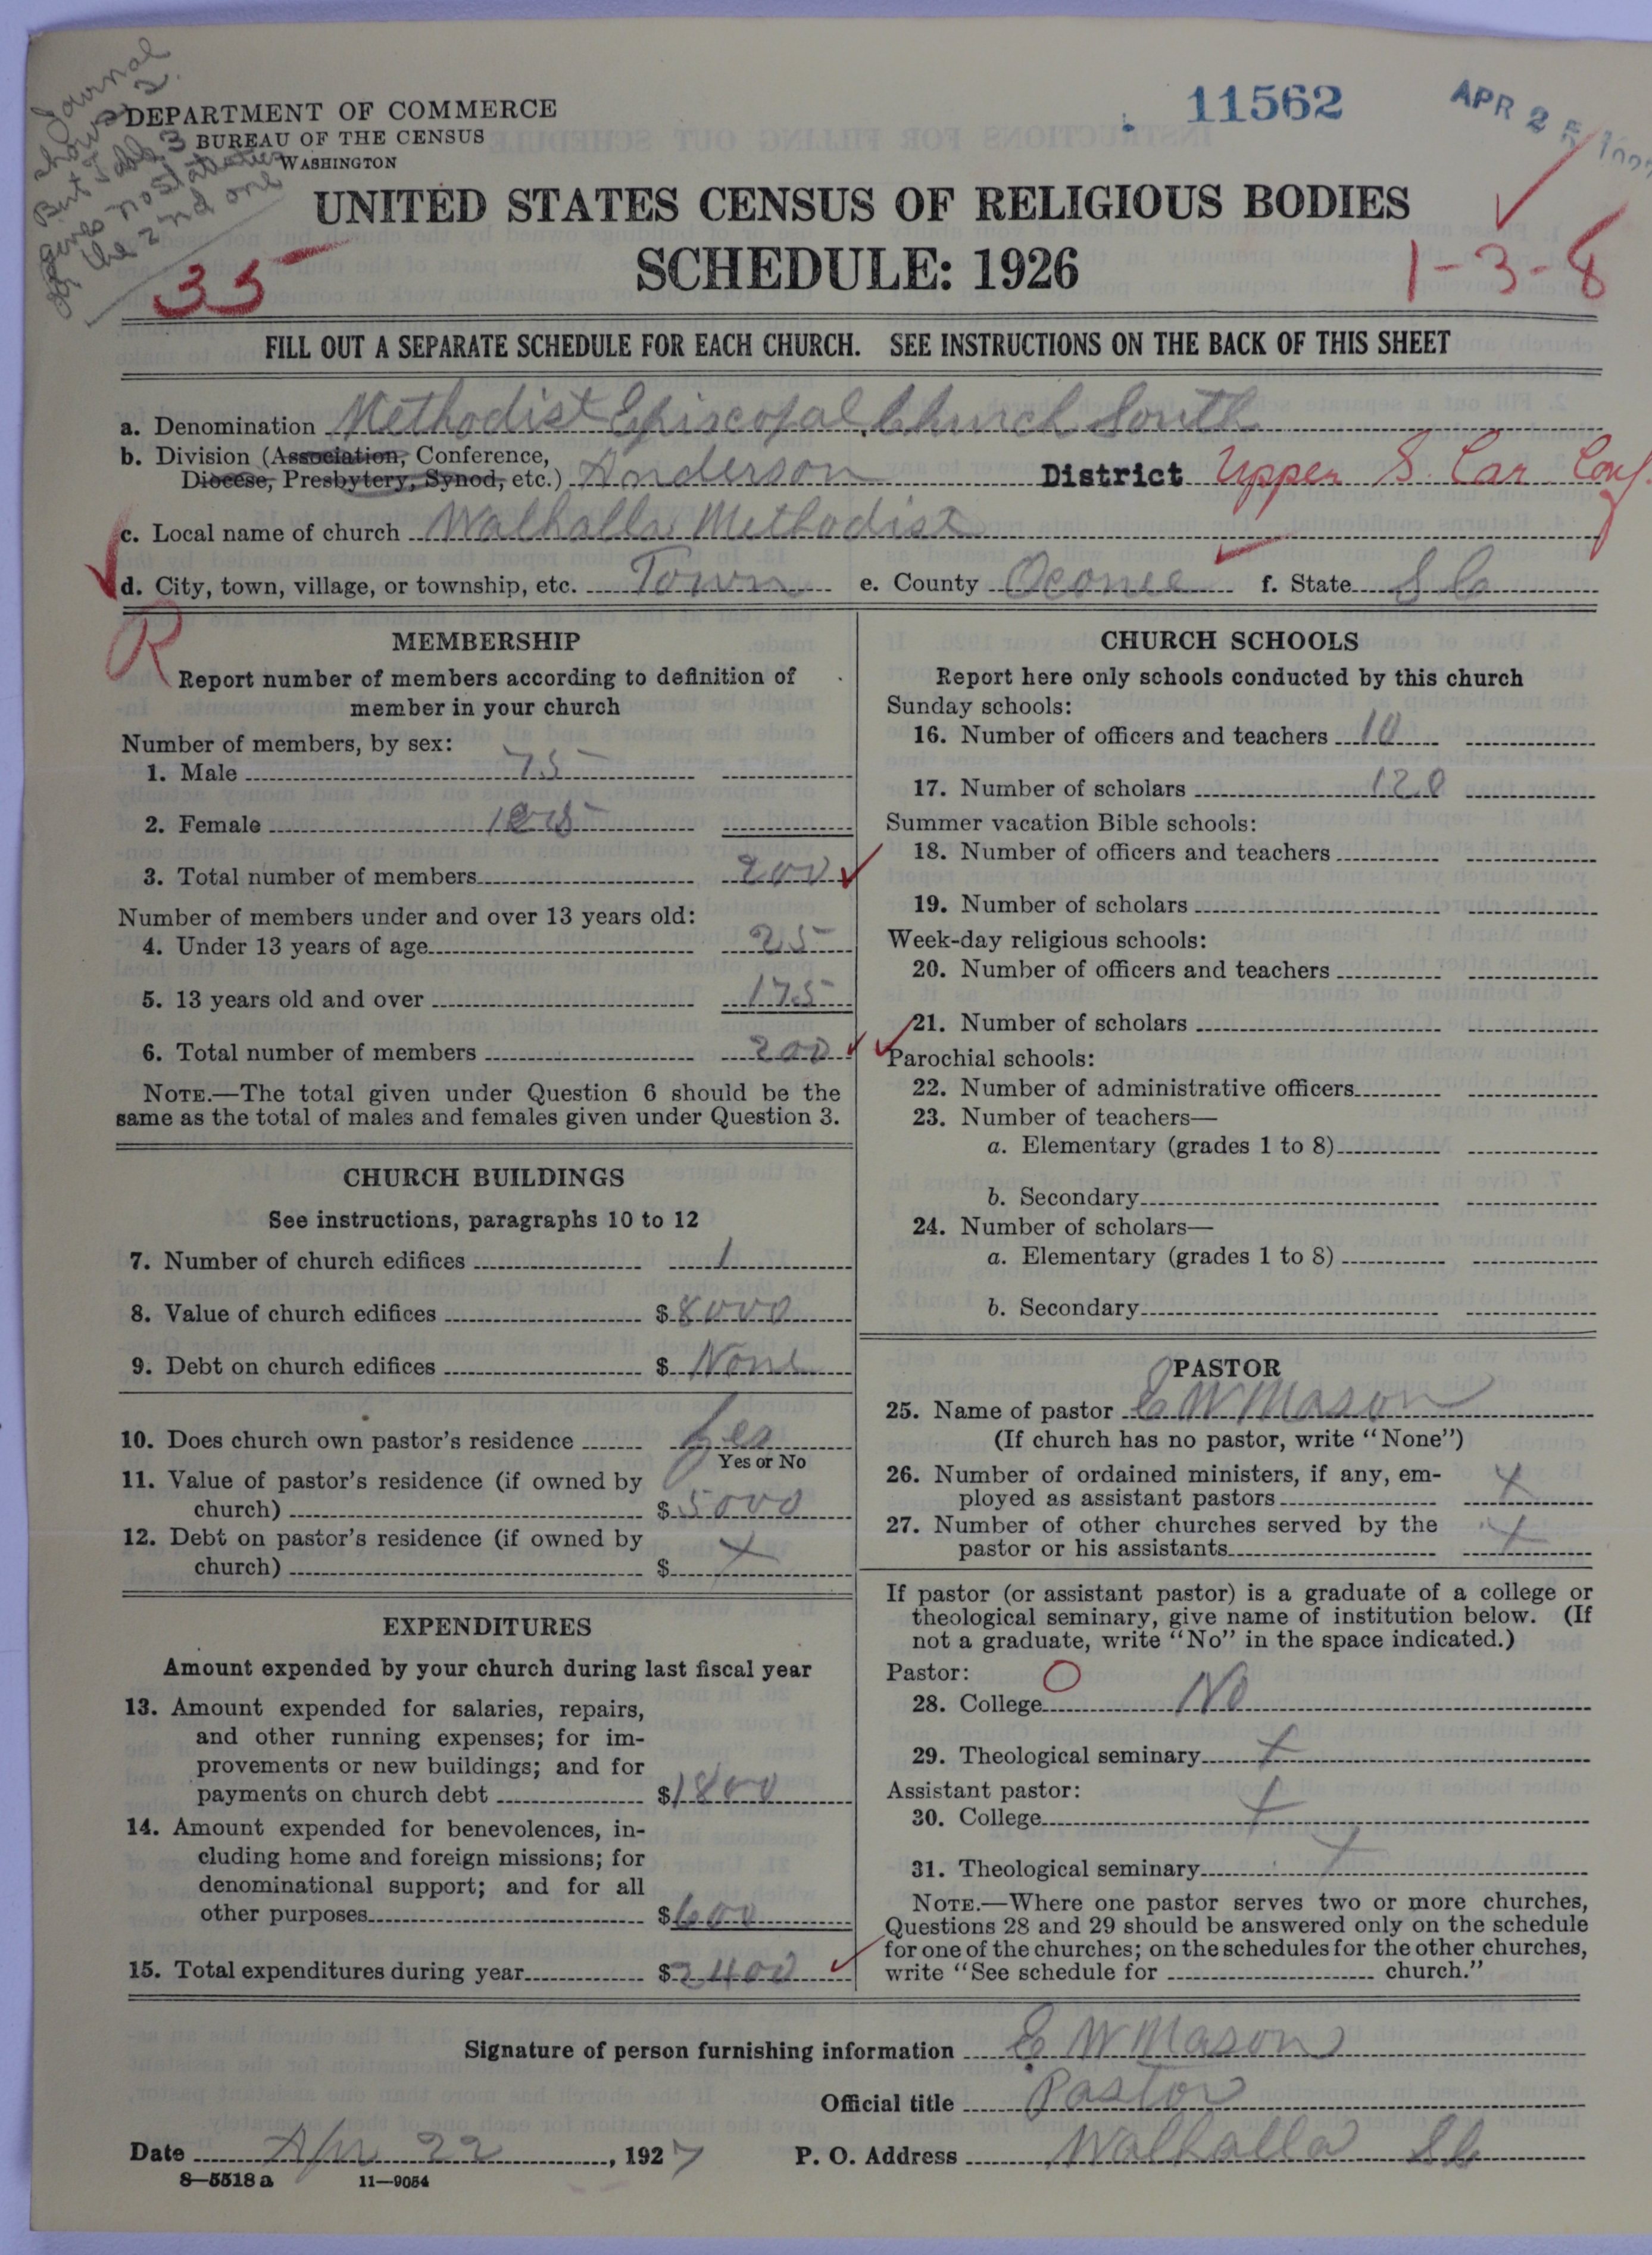 Journal
shows 2.
But Table 3
gives no statistics
of the 2nd one
35
DEPARTMENT OF COMMERCE
BUREAU OF THE CENSUS
WASHINGTON
11562
APR 25
1-3-8
UNITED STATES CENSUS OF RELIGIOUS BODIES
SCHEDULE: 1926
FILL OUT A SEPARATE SCHEDULE FOR EACH CHURCH. SEE INSTRUCTIONS ON THE BACK OF THIS SHEET
a. Denomination Methodist Episcopal Church South
b. Division (Association, Conference, Diocese, Presbytery, Synod, etc.) Anderson District Upper S. Car. Conf.
c. Local name of church Walhalla Methodist
d. City, town, village, or township, etc. Town e. County Oconee f. State S C
R
MEMBERSHIP
Report number of members according to definition of
member in your church
Number of members, by sex:
1. Male 75
2. Female 125
3. Total number of members 200
Number of members under and over 13 years old:
4. Under 13 years of age 25
5. 13 years old and over 175
6. Total number of members 200
NOTE.—The total given under Question 6 should be the
same as the total of males and females given under Question 3.
CHURCH BUILDINGS
See instructions, paragraphs 10 to 12
7. Number of church edifices 1
8. Value of church edifices $8000
9. Debt on church edifices $ None
10. Does church own pastor's residence Yes
Yes or No
11. Value of pastor's residence (if owned by
church) $5000
12. Debt on pastor's residence (if owned by
church) $ X
EXPENDITURES
Amount expended by your church during last fiscal year
13. Amount expended for salaries, repairs,
and other running expenses; for im-
provements or new buildings; and for
payments on church debt $1800
14. Amount expended for benevolences, in-
cluding home and foreign missions; for
denominational support; and for all
other purposes $600
15. Total expenditures during year $2400
CHURCH SCHOOLS
Report here only schools conducted by this church
Sunday schools:
16. Number of officers and teachers 10
17. Number of scholars 120
Summer vacation Bible schools:
18. Number of officers and teachers
19. Number of scholars
Week-day religious schools:
20. Number of officers and teachers
21. Number of scholars
Parochial schools:
22. Number of administrative officers
23. Number of teachers—
a. Elementary (grades 1 to 8)
b. Secondary
24. Number of scholars—
a. Elementary (grades 1 to 8)
b. Secondary
PASTOR
25. Name of pastor E W Mason
(If church has no pastor, write "None")
26. Number of ordained ministers, if any, em-
ployed as assistant pastors X
27. Number of other churches served by the
pastor or his assistants X
If pastor (or assistant pastor) is a graduate of a college or
theological seminary, give name of institution below. (If
not a graduate, write "No" in the space indicated.)
Pastor: O
28. College No
29. Theological seminary X
Assistant pastor:
30. College X
31. Theological seminary X
NOTE.—Where one pastor serves two or more churches,
Questions 28 and 29 should be answered only on the schedule
for one of the churches; on the schedules for the other churches,
write "See schedule for church."
Signature of person furnishing information E W Mason
Official title Pastor
Date Apr 22, 1927 P. O. Address Walhalla S C
8—5518 a 11—9054